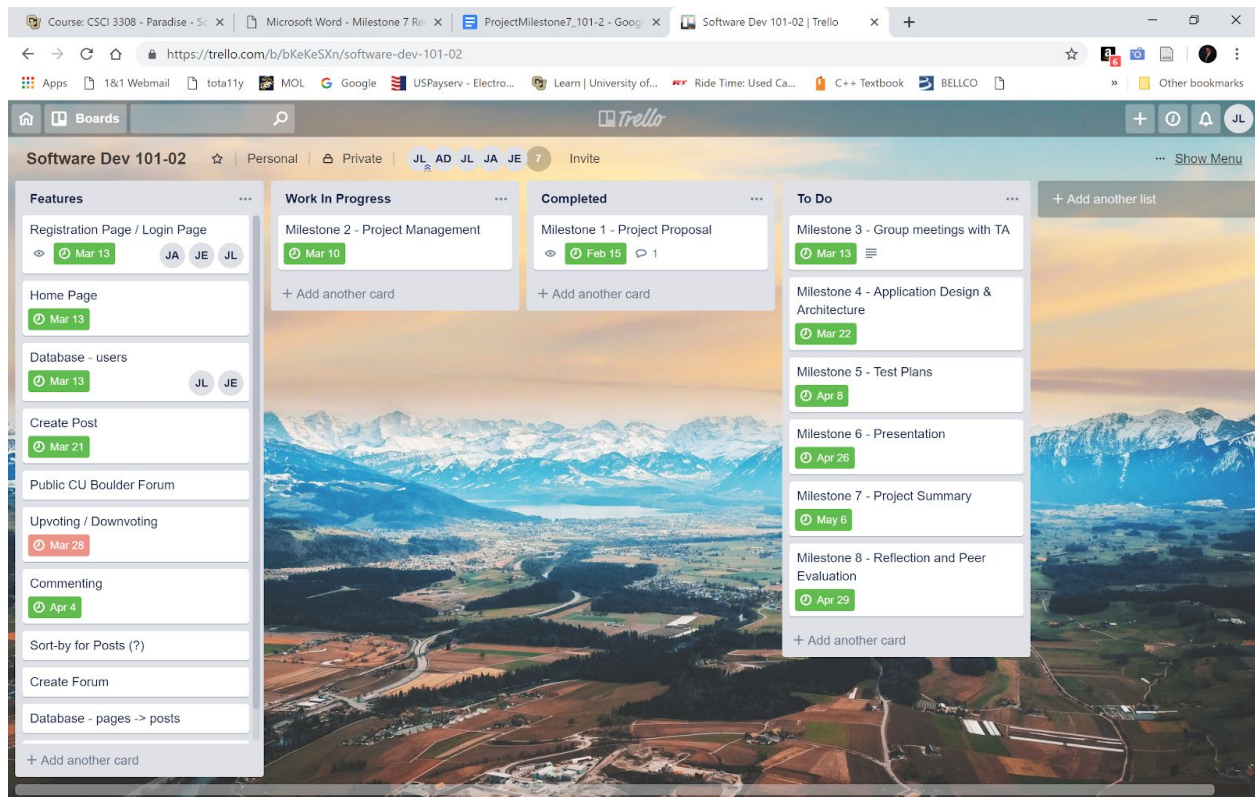 Course: CSCI 3308 - Paradise - Sc
Microsoft Word - Milestone 7 Re
ProjectMilestone7_101-2 - Googl
Software Dev 101-02 | Trello
https://trello.com/b/bKeKeSXn/software-dev-101-02
6
Apps
1&1 Webmail
tota11y
MOL
Google
USPayserv - Electro...
Learn | University of...
Ride Time: Used Ca...
C++ Textbook
BELLCO
»
Other bookmarks
Boards
Trello
JL
Software Dev 101-02
Personal
Private
JL AD JL JA JE 7
Invite
... Show Menu
Features
Registration Page / Login Page
Mar 13
JA JE JL
Home Page
Mar 13
Database - users
Mar 13
JL JE
Create Post
Mar 21
Public CU Boulder Forum
Upvoting / Downvoting
Mar 28
Commenting
Apr 4
Sort-by for Posts (?)
Create Forum
Database - pages -> posts
+ Add another card
Work In Progress
Milestone 2 - Project Management
Mar 10
+ Add another card
Completed
Milestone 1 - Project Proposal
Feb 15 1
+ Add another card
To Do
Milestone 3 - Group meetings with TA
Mar 13
Milestone 4 - Application Design &
Architecture
Mar 22
Milestone 5 - Test Plans
Apr 8
Milestone 6 - Presentation
Apr 26
Milestone 7 - Project Summary
May 6
Milestone 8 - Reflection and Peer
Evaluation
Apr 29
+ Add another card
+ Add another list